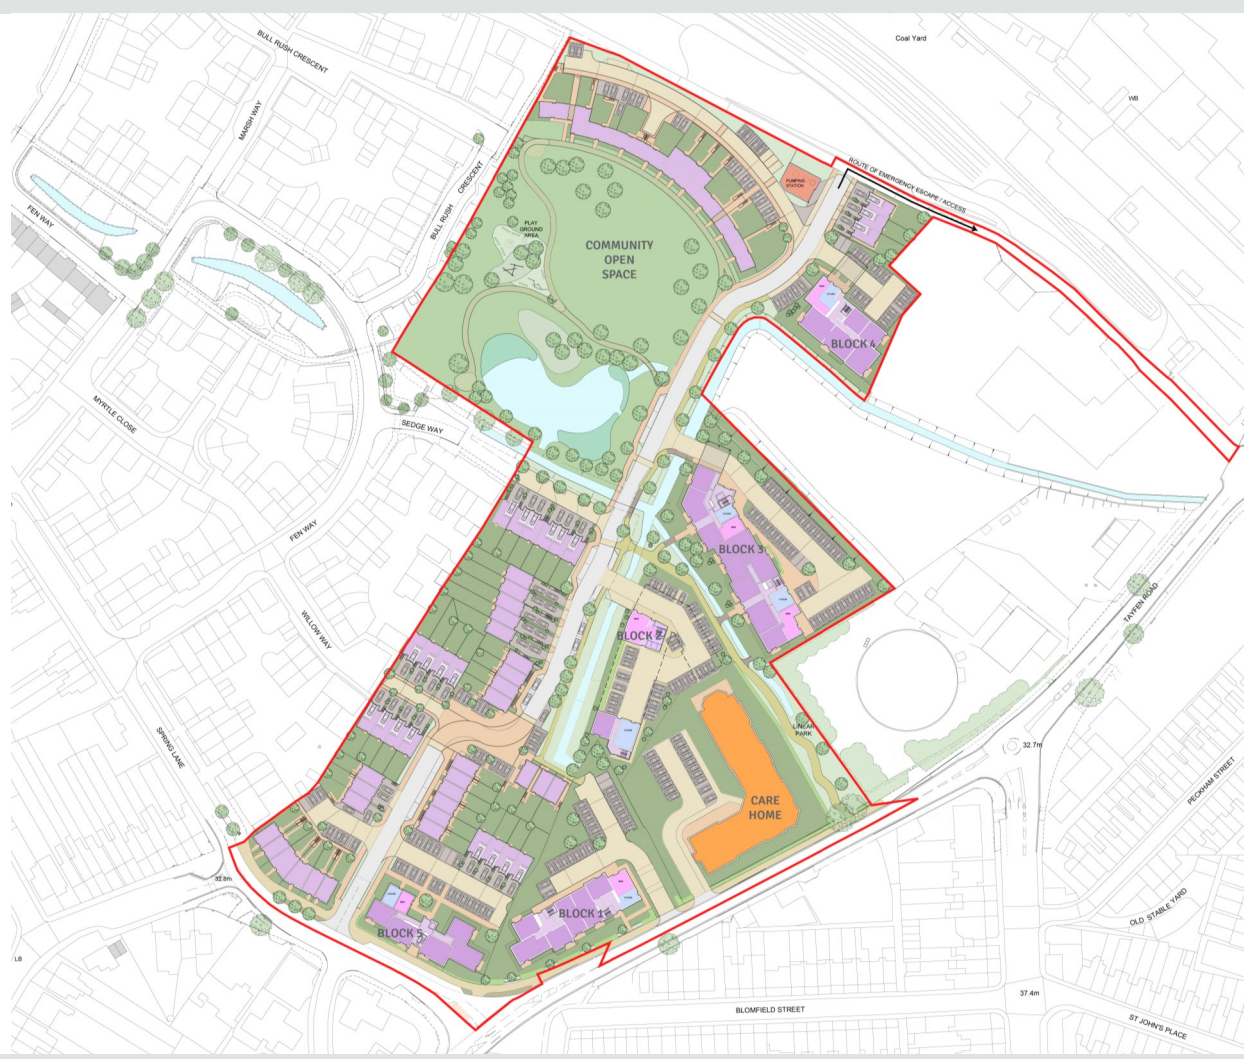 Coal Yard
BULL RUSH CRESCENT
WB
MARSH WAY
ROUTE OF EMERGENCY ESCAPE / ACCESS
PUMPING
STATION
BULL RUSH CRESCENT
FEN WAY
PLAY
GROUND
AREA
COMMUNITY
OPEN
SPACE
BLOCK 4
MYRTLE CLOSE
SEDGE WAY
FEN WAY
BLOCK 3
TAYFEN ROAD
WILLOW WAY
BLOCK 2
SPRING LANE
LINEAR
PARK
32.7m
PECKHAM STREET
CARE
HOME
32.8m
BLOCK 1
BLOCK 5
OLD STABLE YARD
LB
37.4m
BLOMFIELD STREET
ST JOHN'S PLACE